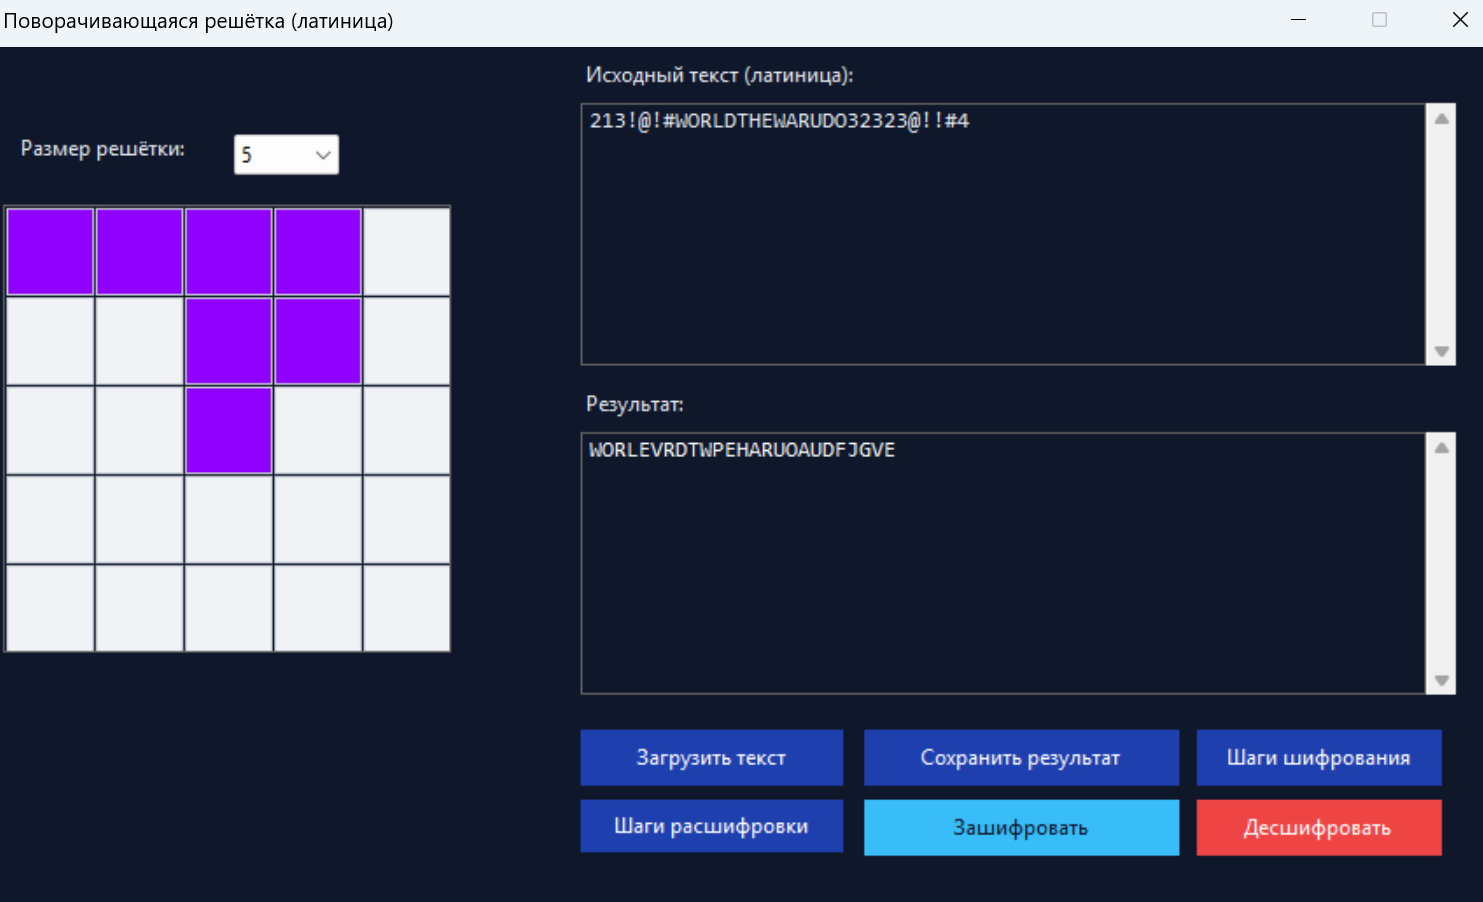 Поворачивающаяся решётка (латиница)
Исходный текст (латиница):
213!@!#WORLDTHEWARUDO32323@!!#4
Размер решётки:
5
Результат:
WORLEVRDTWPEHARUOAUDFJGVE
Загрузить текст
Сохранить результат
Шаги шифрования
Шаги расшифровки
Зашифровать
Десшифровать